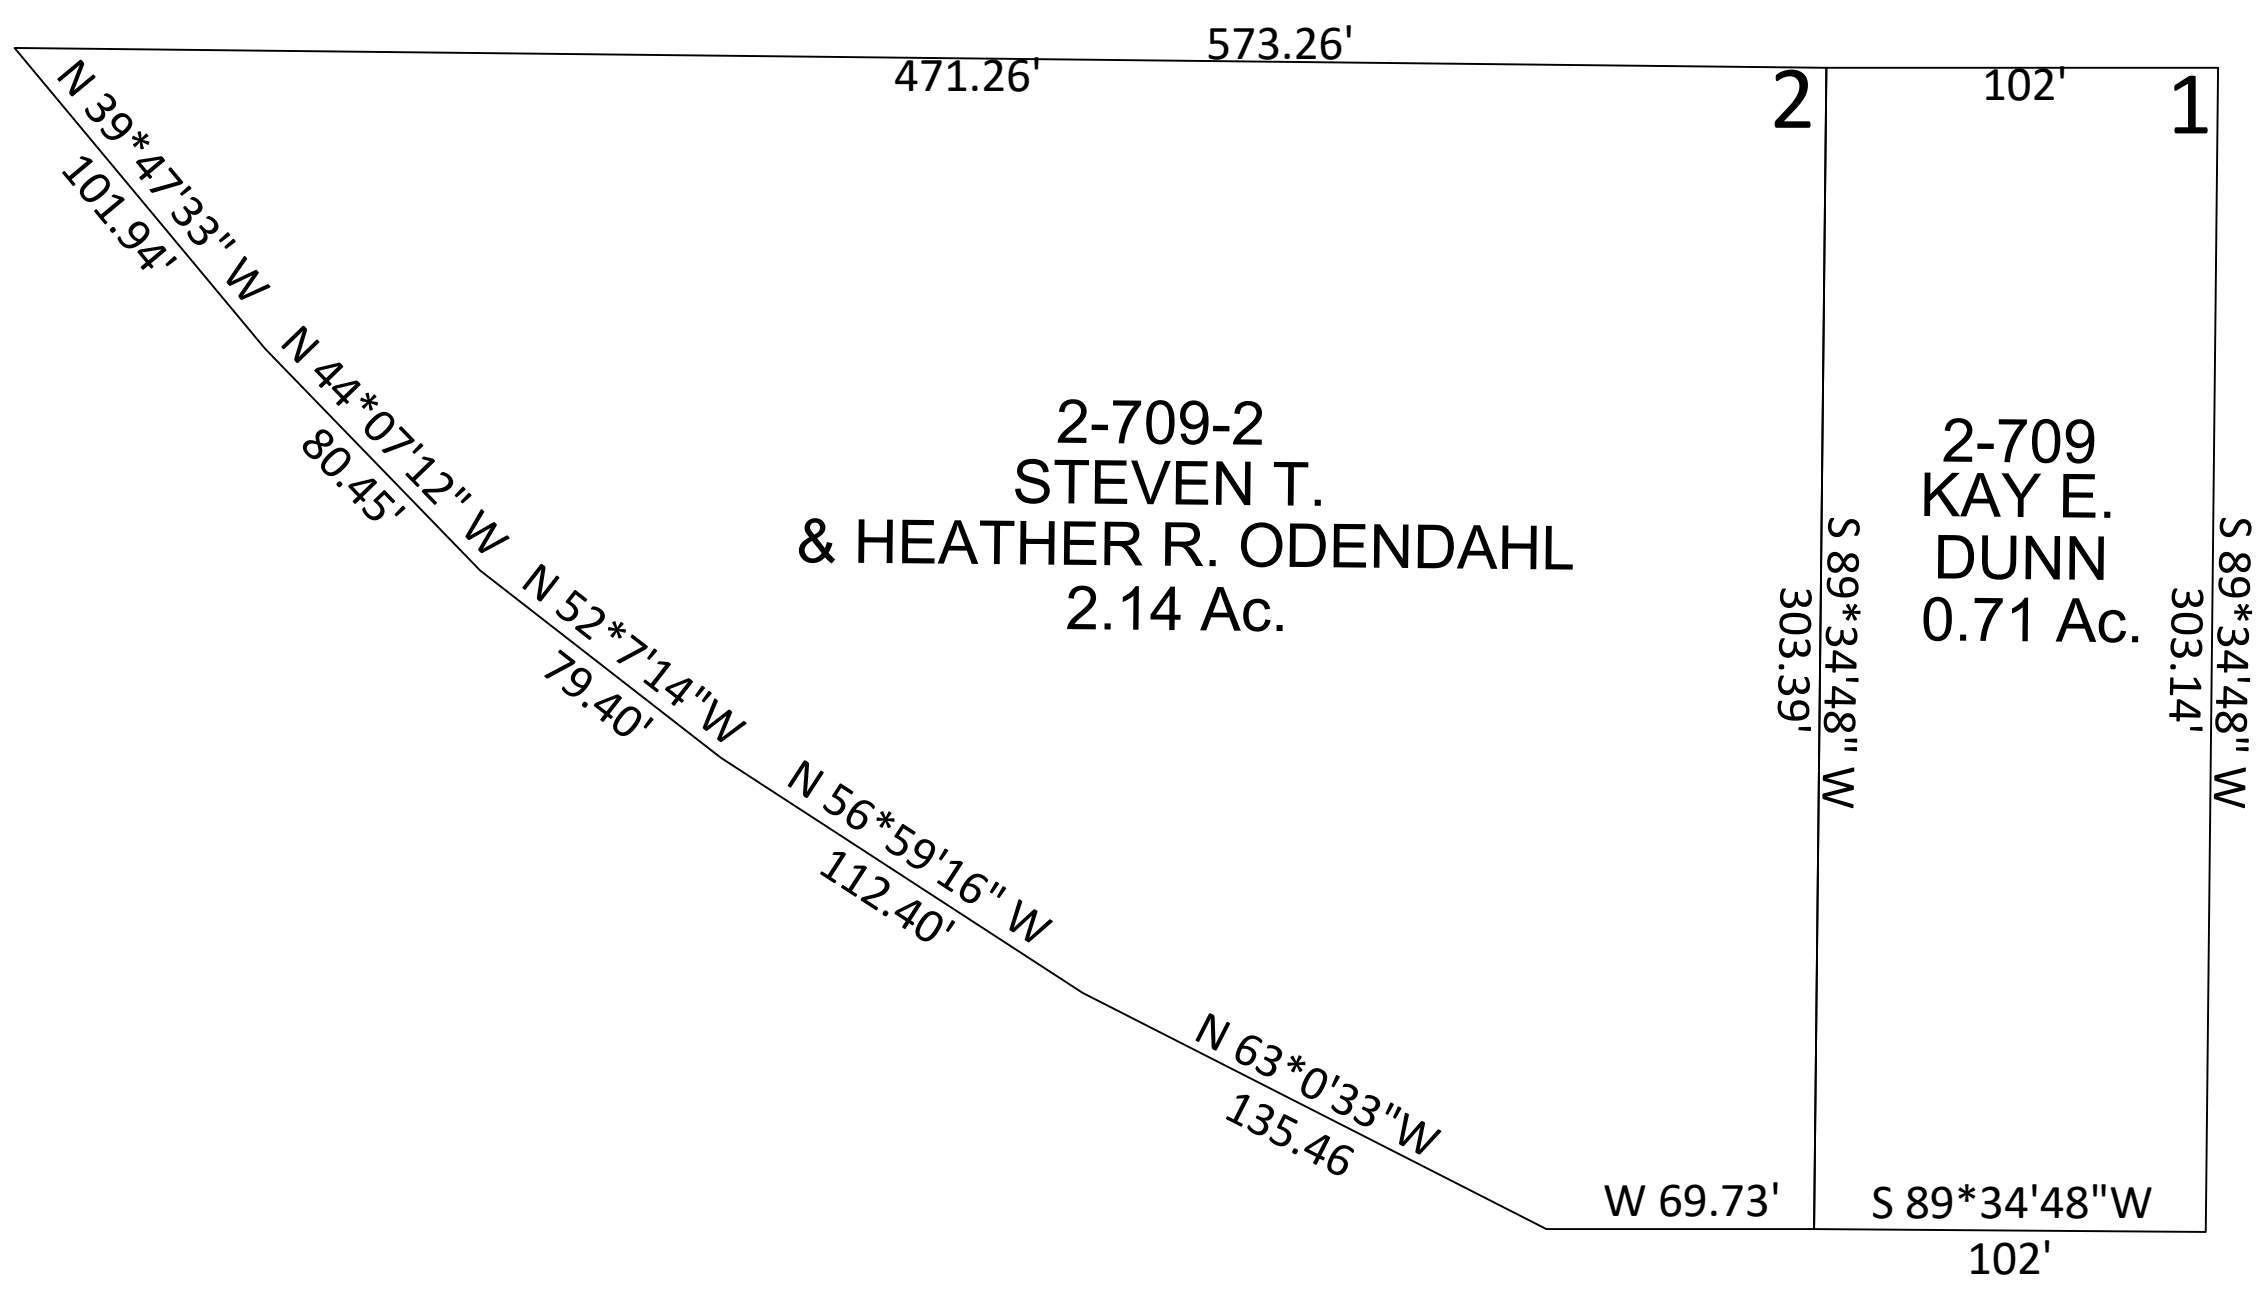 573.26'
471.26'
102'
2
1
N 39*47'33" W
101.94'
N 44*07'12" W
80.45'
N 52*7'14"W
79.40'
N 56*59'16" W
112.40'
N 63*0'33"W
135.46
2-709-2
STEVEN T.
& HEATHER R. ODENDAHL
2.14 Ac.
S 89*34'48" W
303.39'
2-709
KAY E.
DUNN
0.71 Ac.
S 89*34'48" W
303.14'
W 69.73'
S 89*34'48"W
102'